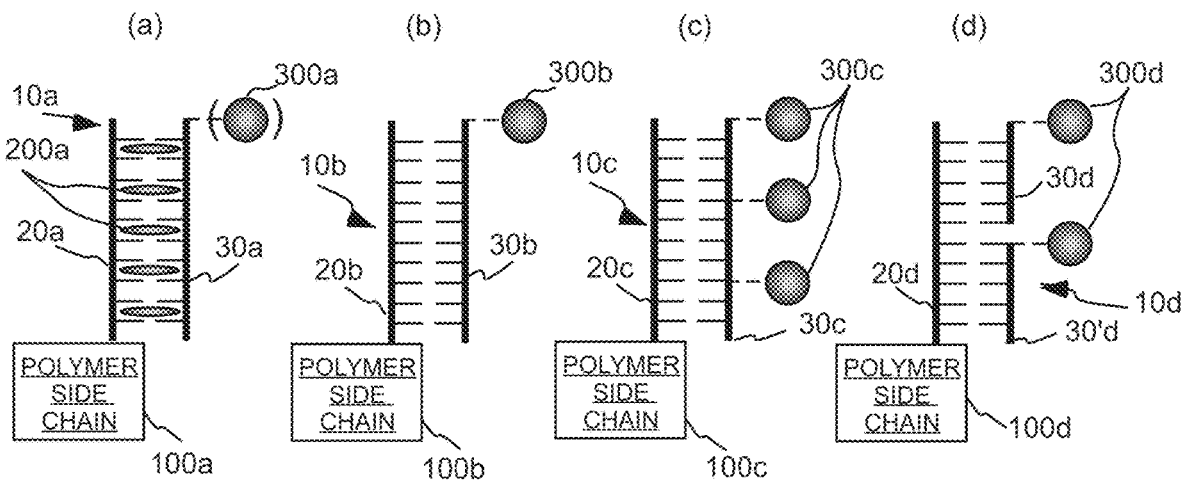 (a)
(b)
(c)
(d)
300a
300b
300c
300d
10a
200a
20a
30a
10b
20b
30b
10c
20c
30c
30d
20d
10d
30'd
POLYMER
SIDE
CHAIN
100a
POLYMER
SIDE
CHAIN
100b
POLYMER
SIDE
CHAIN
100c
POLYMER
SIDE
CHAIN
100d